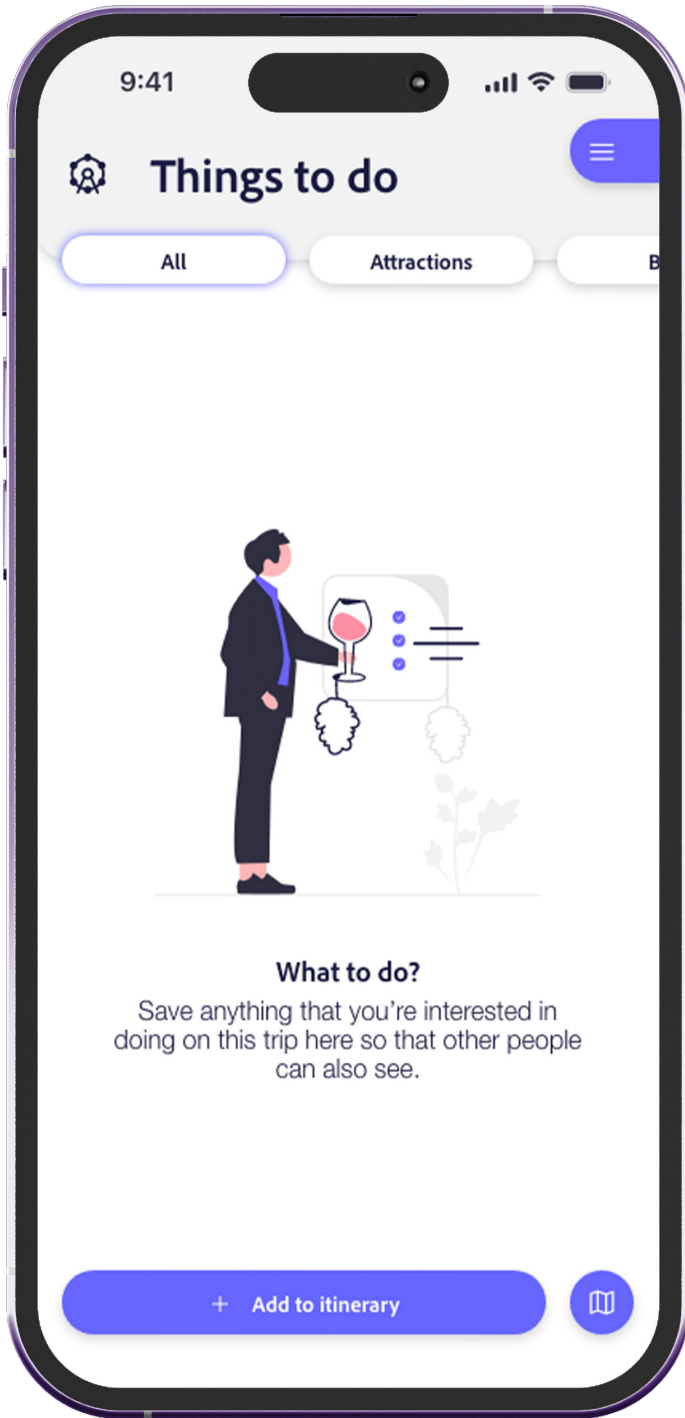 9:41
Things to do
All
Attractions
B
What to do?
Save anything that you're interested in
doing on this trip here so that other people
can also see.
+ Add to itinerary